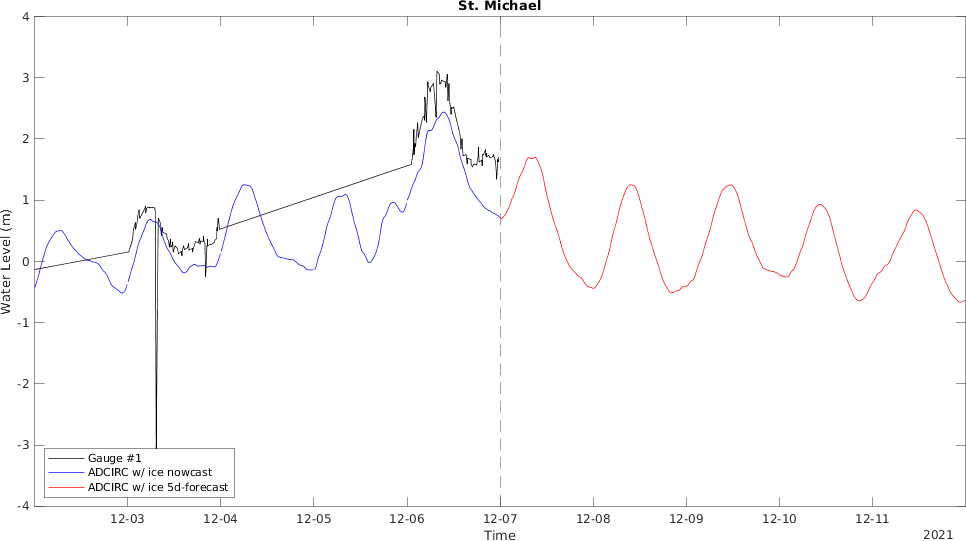 St. Michael
4
3
2
1
0
-1
-2
-3
-4
Water Level (m)
Gauge #1
ADCIRC w/ ice nowcast
ADCIRC w/ ice 5d-forecast
12-03 12-04 12-05 12-06 12-07 12-08 12-09 12-10 12-11
Time
2021